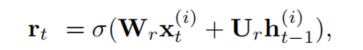 r_t = σ(W_r x_t^{(i)} + U_r h_{t−1}^{(i)}),